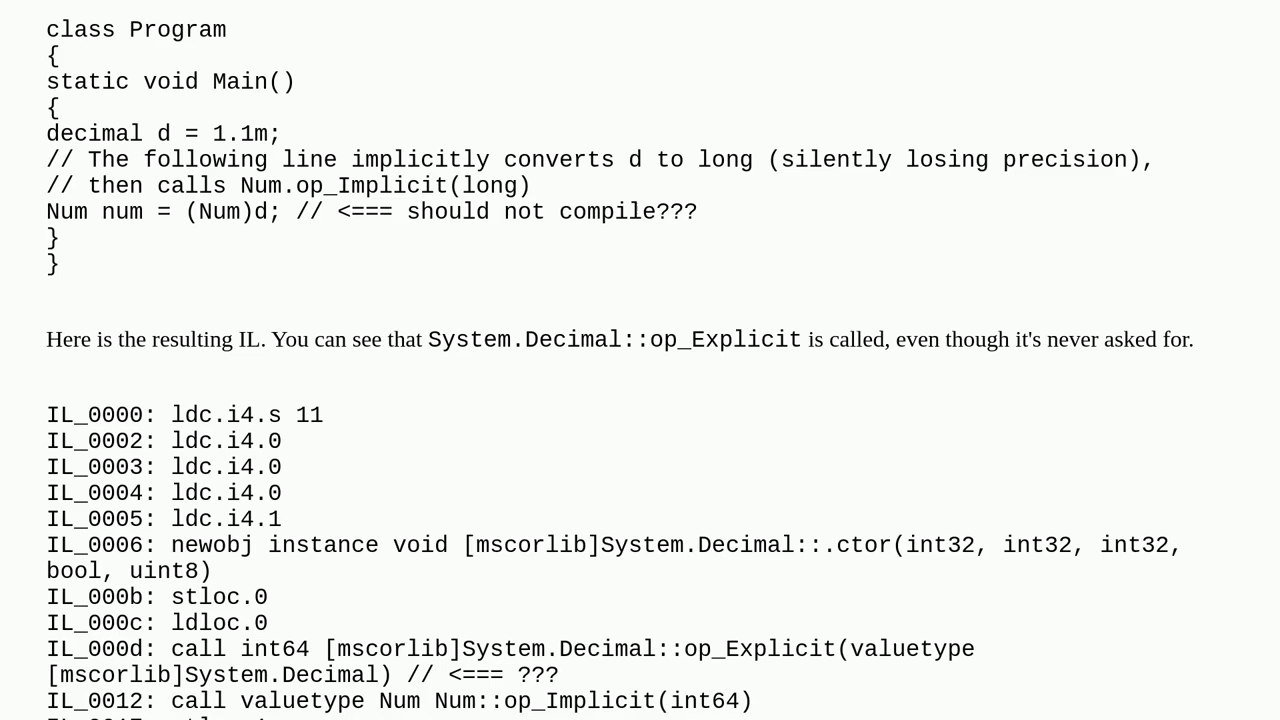 class Program
{
static void Main()
{
decimal d = 1.1m;
// The following line implicitly converts d to long (silently losing precision),
// then calls Num.op_Implicit(long)
Num num = (Num)d; // <=== should not compile???
}
}
Here is the resulting IL. You can see that System.Decimal::op_Explicit is called, even though it's never asked for.
IL_0000: ldc.i4.s 11
IL_0002: ldc.i4.0
IL_0003: ldc.i4.0
IL_0004: ldc.i4.0
IL_0005: ldc.i4.1
IL_0006: newobj instance void [mscorlib]System.Decimal::.ctor(int32, int32, int32,
bool, uint8)
IL_000b: stloc.0
IL_000c: ldloc.0
IL_000d: call int64 [mscorlib]System.Decimal::op_Explicit(valuetype
[mscorlib]System.Decimal) // <=== ???
IL_0012: call valuetype Num Num::op_Implicit(int64)